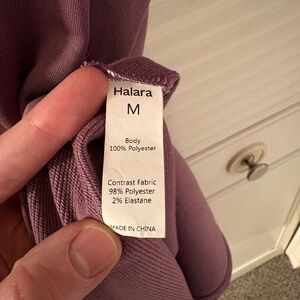 Halara
M
Body
100% Polyester
Contrast Fabric
98% Polyester
2% Elastane
MADE IN CHINA